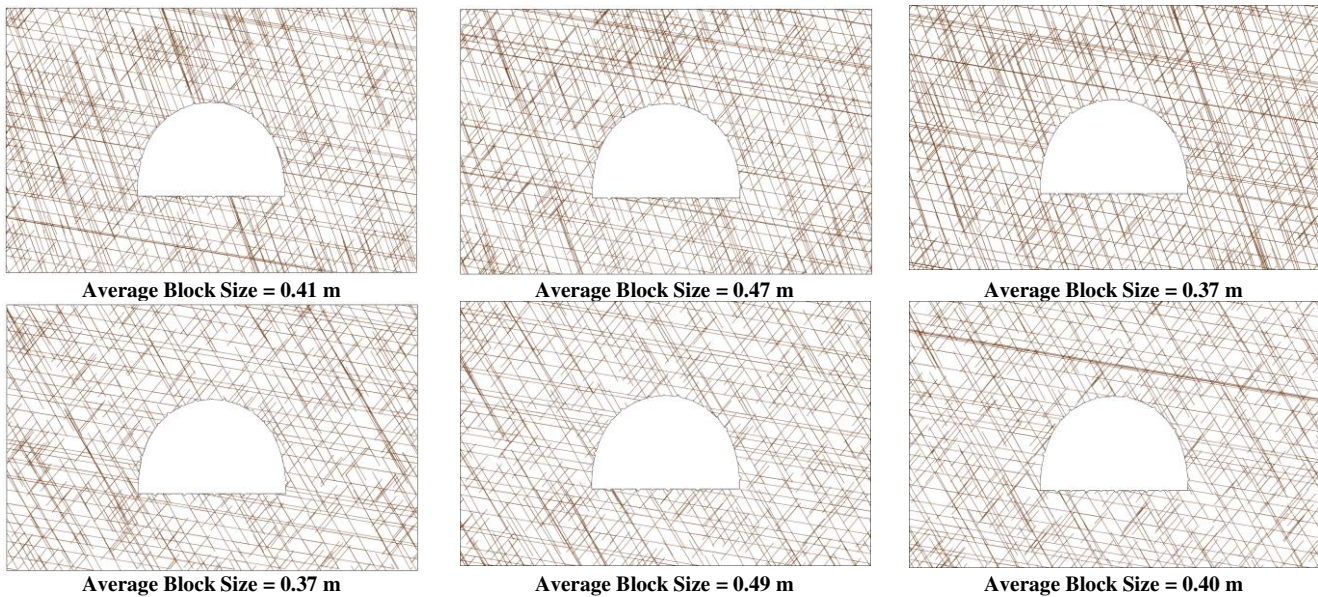 Average Block Size = 0.41 m
Average Block Size = 0.47 m
Average Block Size = 0.37 m
Average Block Size = 0.37 m
Average Block Size = 0.49 m
Average Block Size = 0.40 m